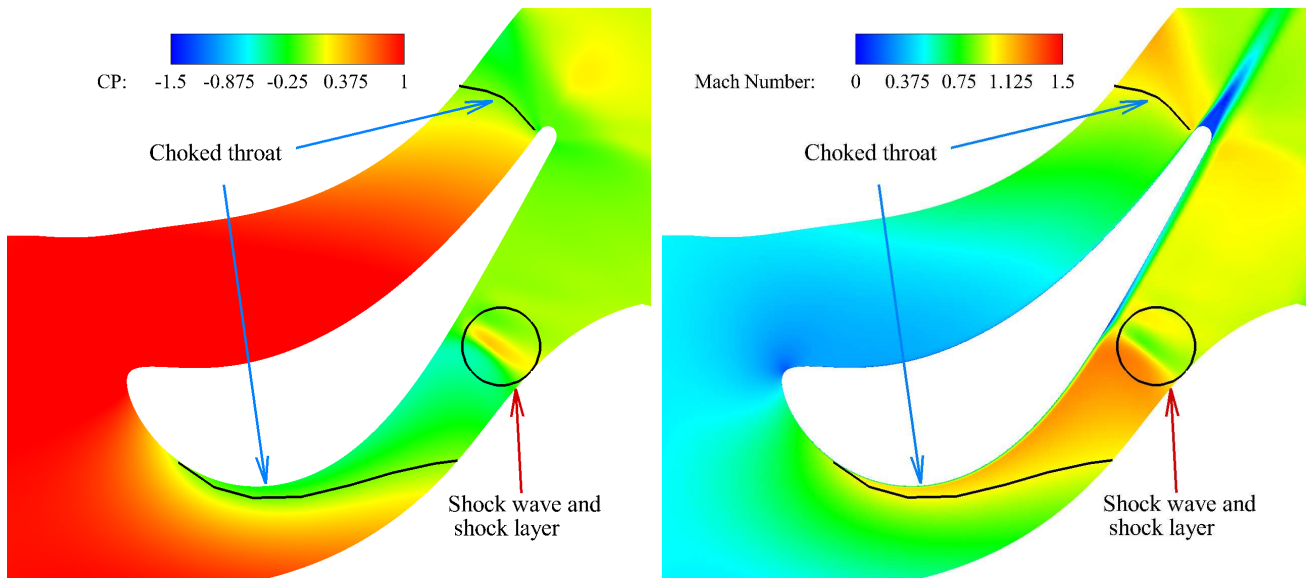 CP: -1.5 -0.875 -0.25 0.375 1
Choked throat
Shock wave and
shock layer
Mach Number: 0 0.375 0.75 1.125 1.5
Choked throat
Shock wave and
shock layer